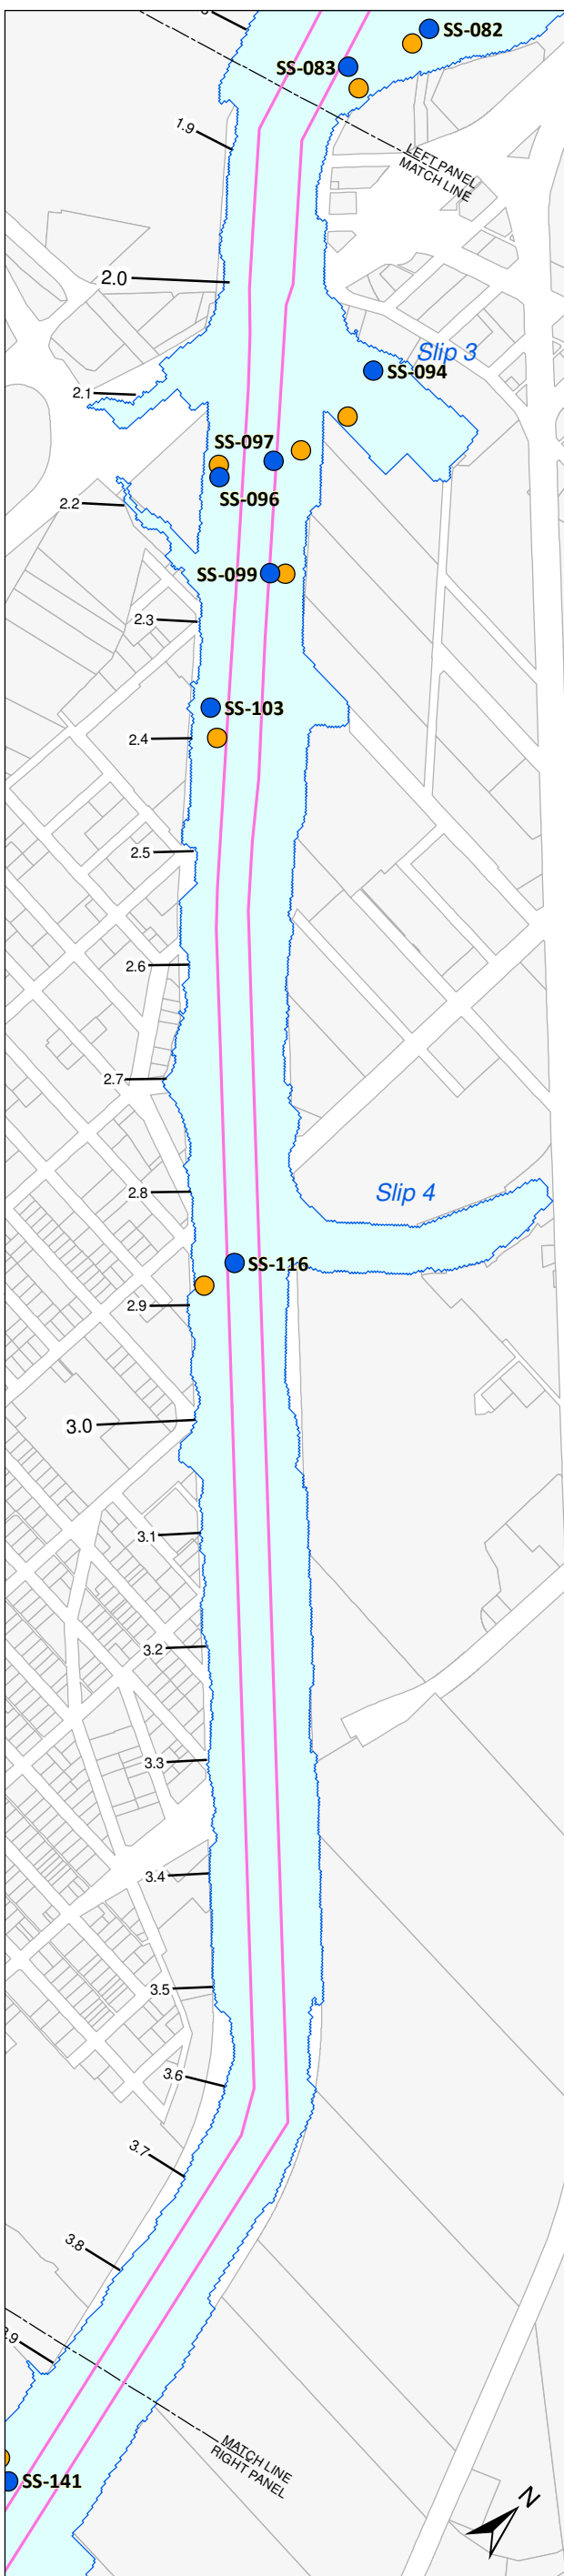 SS-082
SS-083
1.9
LEFT PANEL
MATCH LINE
2.0
Slip 3
SS-094
2.1
SS-097
SS-096
2.2
SS-099
2.3
SS-103
2.4
2.5
2.6
2.7
2.8
Slip 4
SS-116
2.9
3.0
3.1
3.2
3.3
3.4
3.5
3.6
3.7
3.8
.9
MATCH LINE
RIGHT PANEL
SS-141
N